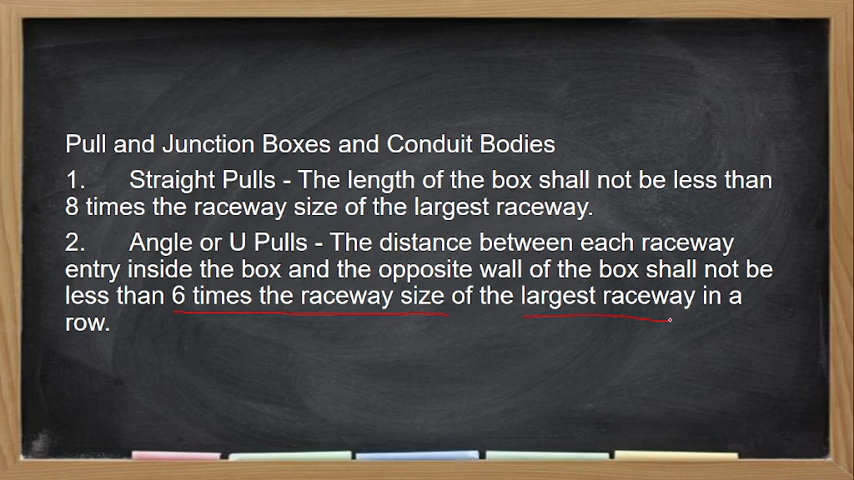 Pull and Junction Boxes and Conduit Bodies
1. Straight Pulls - The length of the box shall not be less than
8 times the raceway size of the largest raceway.
2. Angle or U Pulls - The distance between each raceway
entry inside the box and the opposite wall of the box shall not be
less than 6 times the raceway size of the largest raceway in a
row.